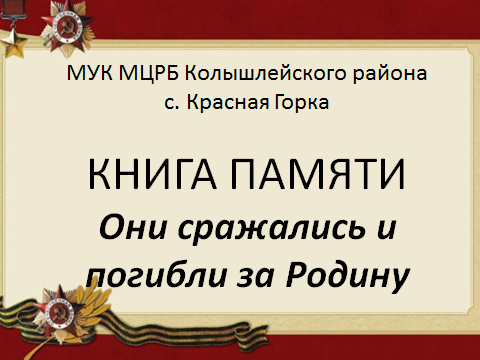 МУК МЦРБ Колышлейского района
с. Красная Горка
КНИГА ПАМЯТИ
Они сражались и
погибли за Родину